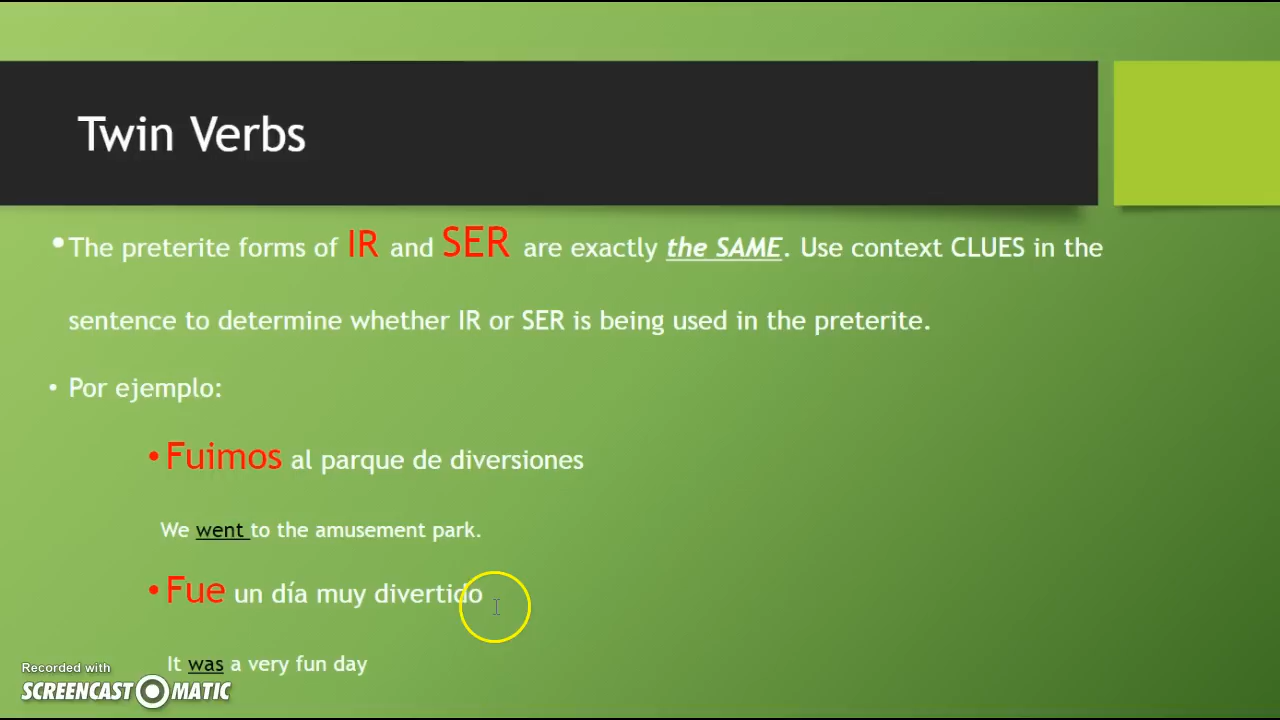 Twin Verbs
•The preterite forms of IR and SER are exactly the SAME. Use context CLUES in the
sentence to determine whether IR or SER is being used in the preterite.
• Por ejemplo:
•Fuimos al parque de diversiones
We went to the amusement park.
•Fue un día muy divertido
It was a very fun day
Recorded with
SCREENCAST MATIC